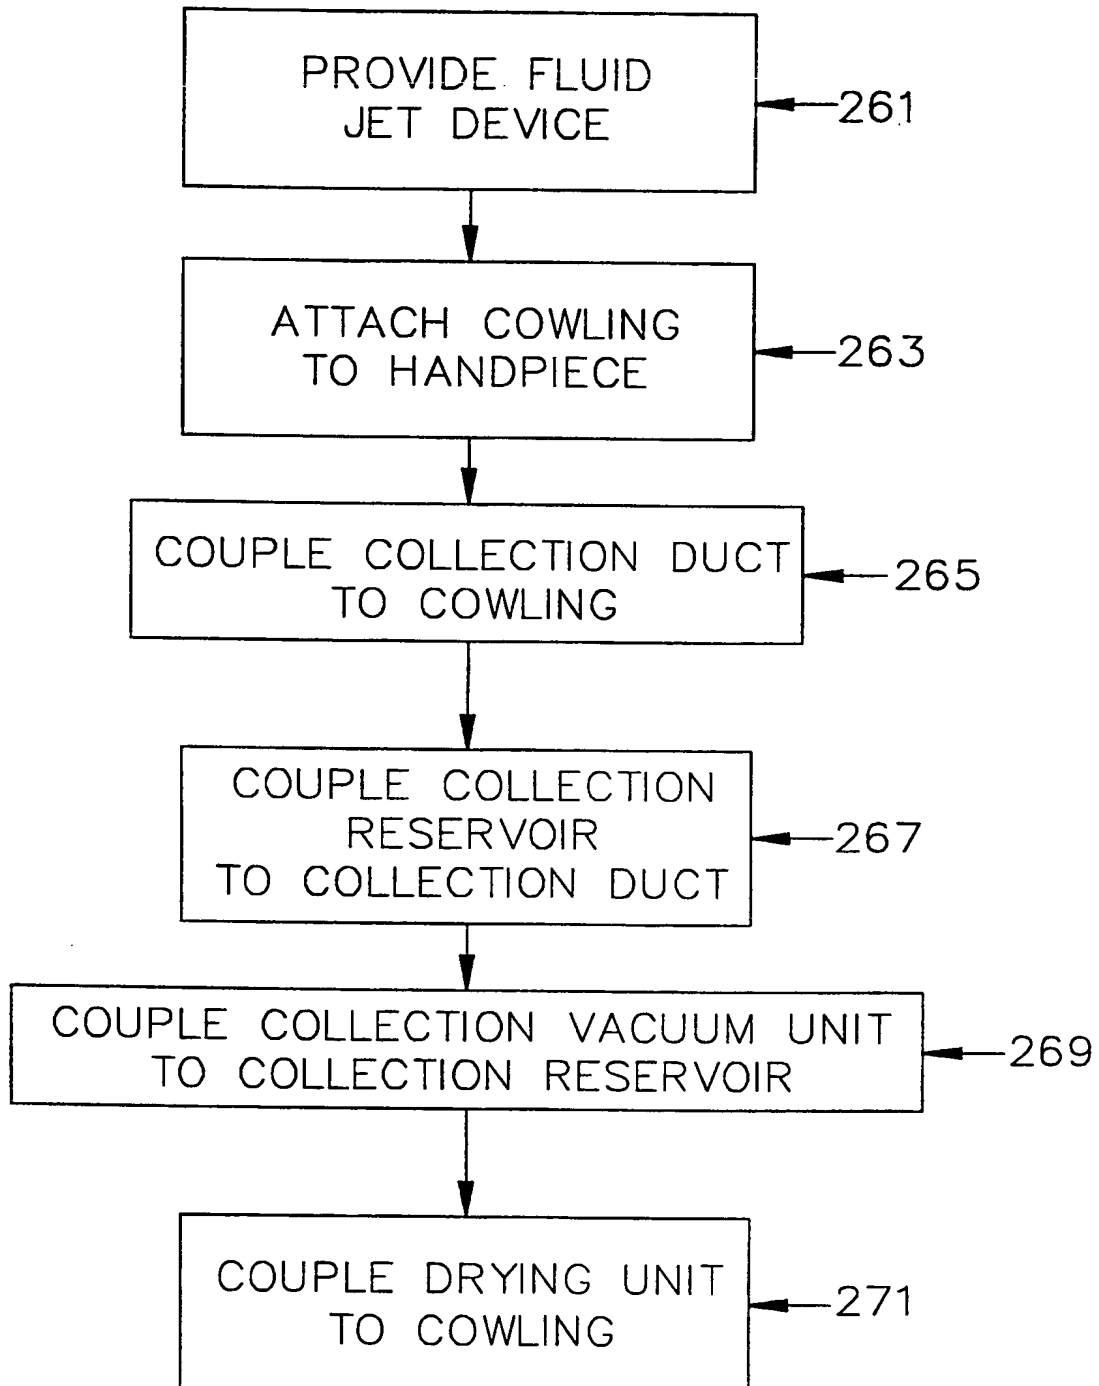 PROVIDE FLUID
JET DEVICE
261
ATTACH COWLING
TO HANDPIECE
263
COUPLE COLLECTION DUCT
TO COWLING
265
COUPLE COLLECTION
RESERVOIR
TO COLLECTION DUCT
267
COUPLE COLLECTION VACUUM UNIT
TO COLLECTION RESERVOIR
269
COUPLE DRYING UNIT
TO COWLING
271